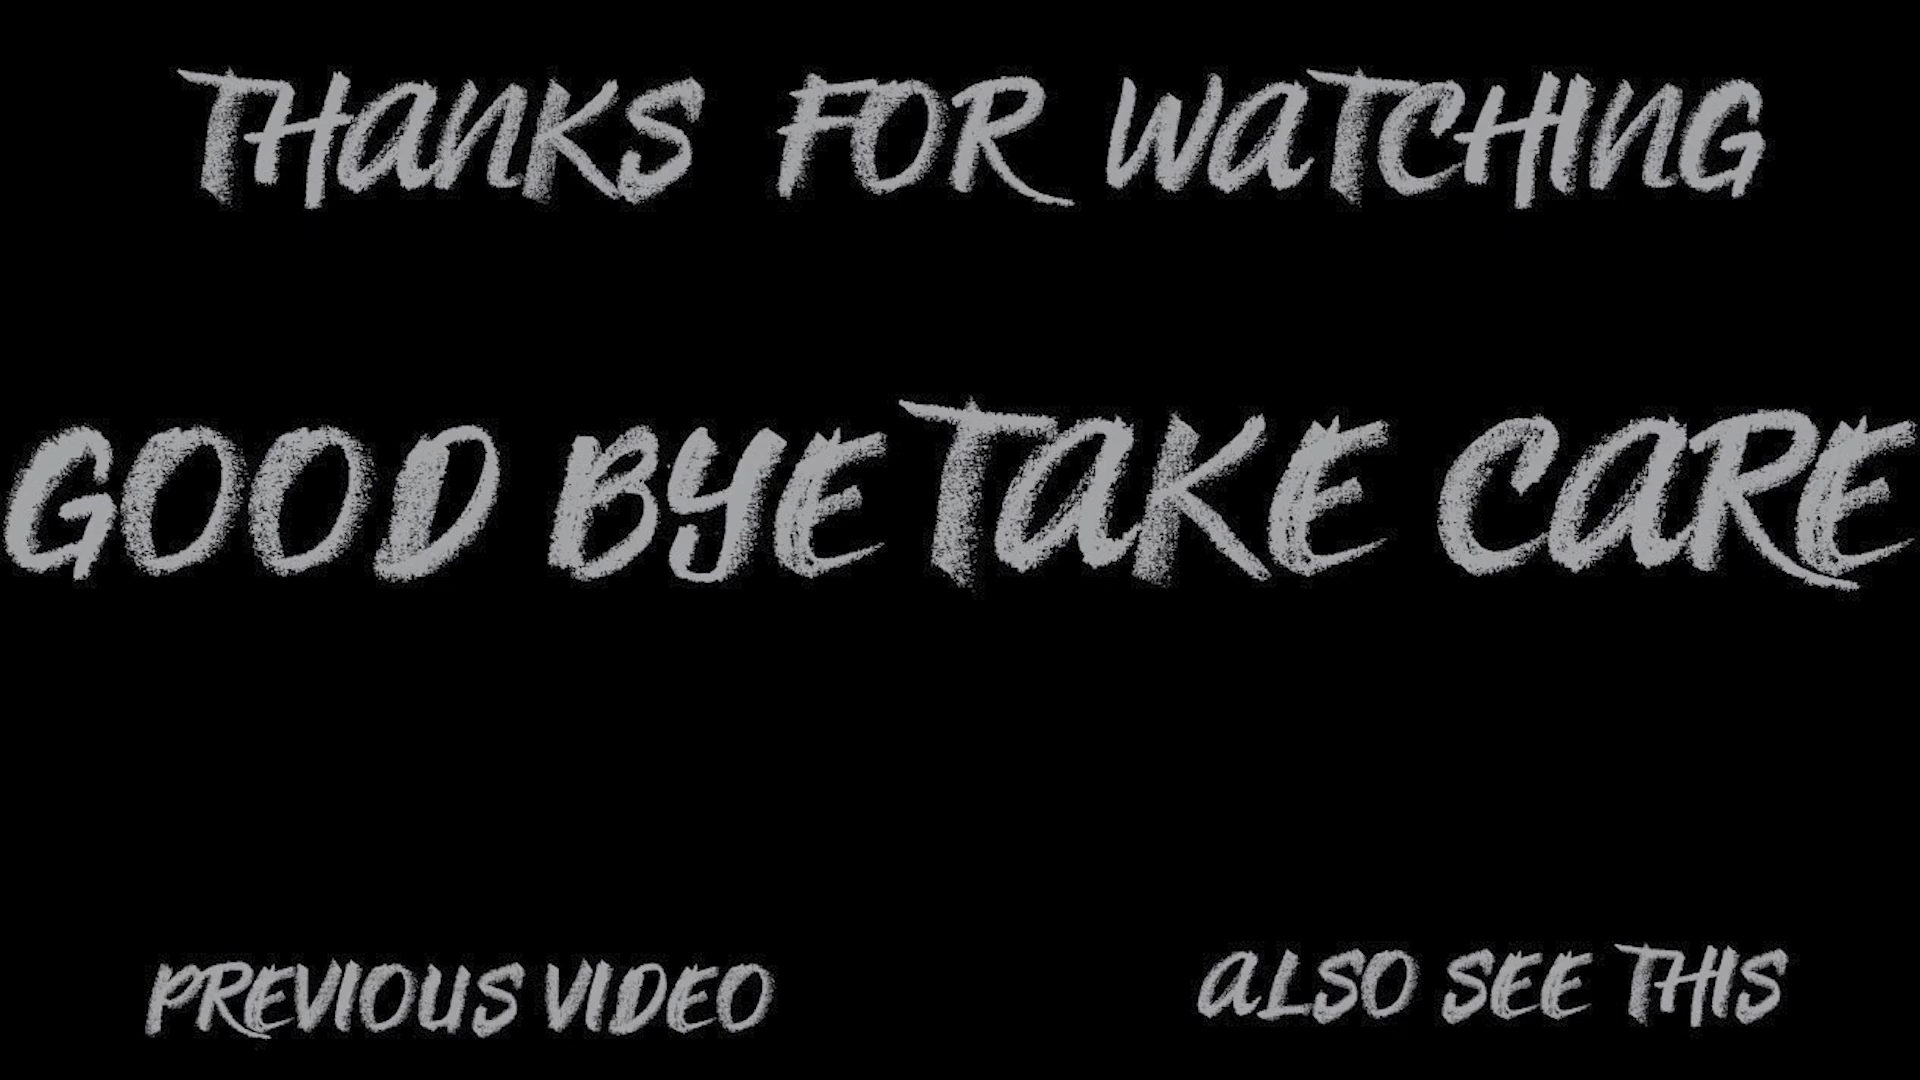 THANKS FOR WATCHING
GOOD BYE TAKE CARE
PREVIOUS VIDEO
ALSO SEE THIS